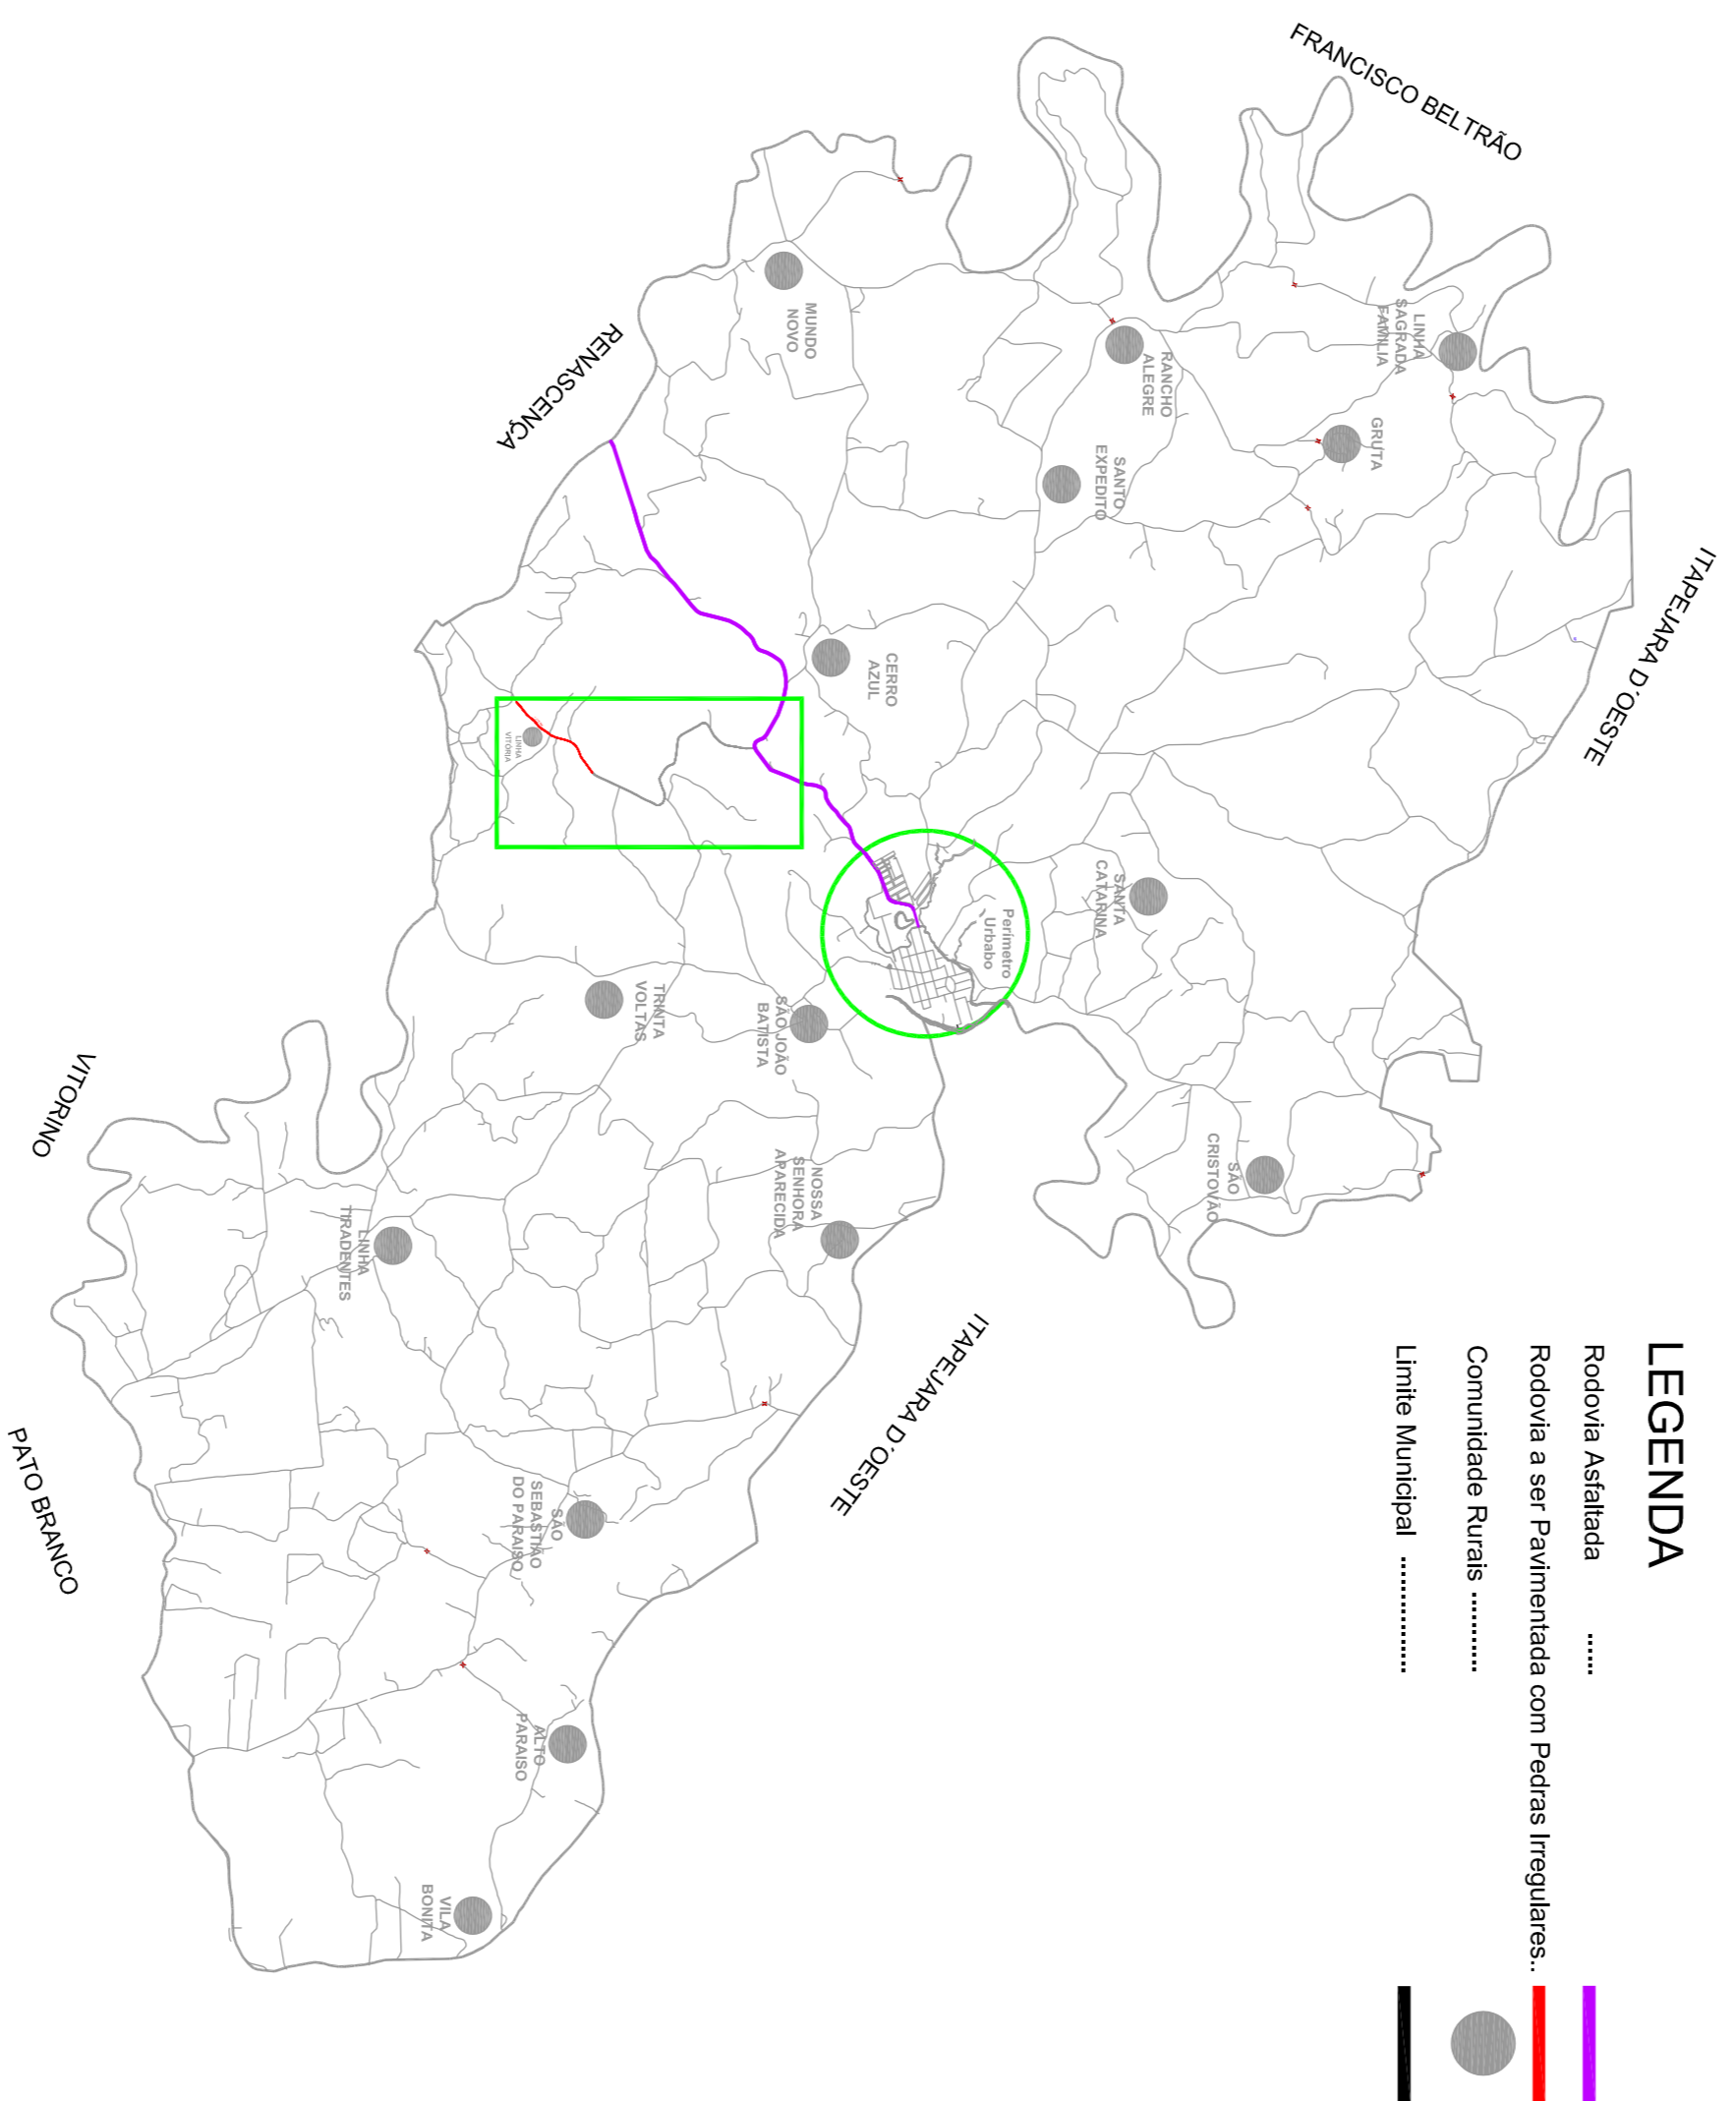 FRANCISCO BELTRÃO
ITAPEJARA D´OESTE
RENASCENÇA
VITORINO
PATO BRANCO
ITAPEJARA D´OESTE
LINHA
SAGRADA
FAMILIA
GRUTA
RANCHO
ALEGRE
SANTO
EXPEDITO
MUNDO
NOVO
CERRO
AZUL
LINHA
VITÓRIA
SANTA
CATARINA
Perímetro
Urbabo
SÃO
CRISTOVÃO
TRINTA
VOLTAS
SÃO JOÃO
BATISTA
NOSSA
SENHORA
APARECIDA
LINHA
TIRADENTES
SÃO
SEBASTIÃO
DO PARAISO
ALTO
PARAISO
VILA
BONITA
LEGENDA
Rodovia Asfaltada ......
Rodovia a ser Pavimentada com Pedras Irregulares..
Comunidade Rurais ...........
Limite Municipal ................